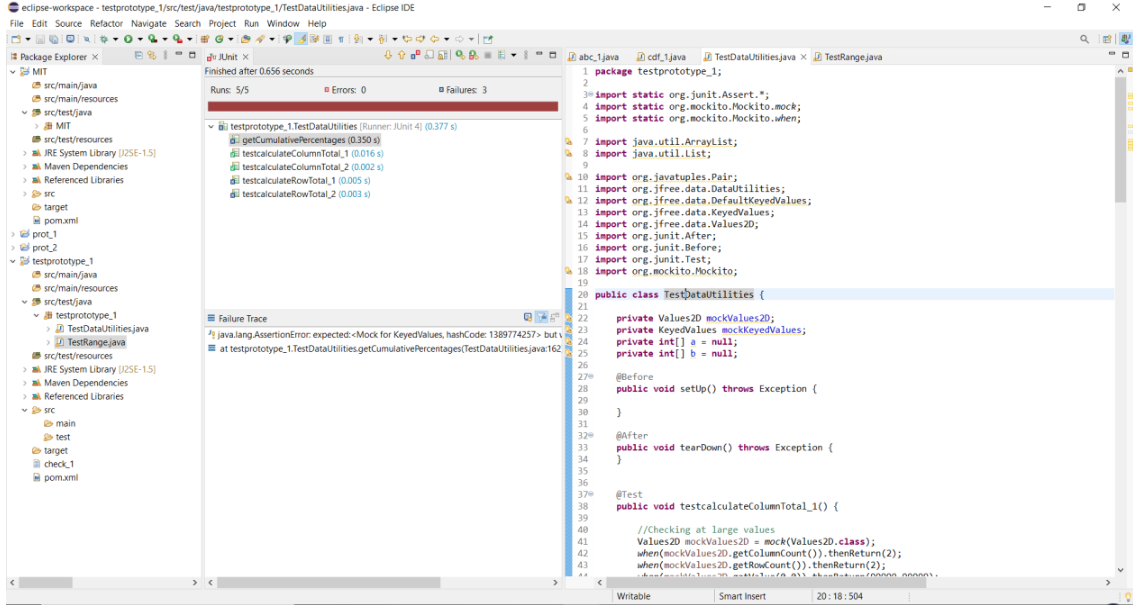 eclipse-workspace - testprototype_1/src/test/java/testprototype_1/TestDataUtilities.java - Eclipse IDE
File Edit Source Refactor Navigate Search Project Run Window Help
Package Explorer
MIT
src/main/java
src/main/resources
src/test/java
MIT
src/test/resources
JRE System Library [J2SE-1.5]
Maven Dependencies
Referenced Libraries
src
target
pom.xml
prot_1
prot_2
testprototype_1
src/main/java
src/main/resources
src/test/java
testprototype_1
TestDataUtilities.java
TestRange.java
src/test/resources
JRE System Library [J2SE-1.5]
Maven Dependencies
Referenced Libraries
src
main
test
target
check_1
pom.xml
JUnit
Finished after 0.656 seconds
Runs: 5/5 Errors: 0 Failures: 3
testprototype_1.TestDataUtilities [Runner: JUnit 4] (0.377 s)
getCumulativePercentages (0.350 s)
testcalculateColumnTotal_1 (0.016 s)
testcalculateColumnTotal_2 (0.002 s)
testcalculateRowTotal_1 (0.005 s)
testcalculateRowTotal_2 (0.003 s)
Failure Trace
java.lang.AssertionError: expected:<Mock for KeyedValues, hashCode: 1389774257> but
at testprototype_1.TestDataUtilities.getCumulativePercentages(TestDataUtilities.java:162
abc_1.java cdf_1.java TestDataUtilities.java TestRange.java
1 package testprototype_1;
2
3 import static org.junit.Assert.*;
4 import static org.mockito.Mockito.mock;
5 import static org.mockito.Mockito.when;
6
7 import java.util.ArrayList;
8 import java.util.List;
9
10 import org.javatuples.Pair;
11 import org.jfree.data.DataUtilities;
12 import org.jfree.data.DefaultKeyedValues;
13 import org.jfree.data.KeyedValues;
14 import org.jfree.data.Values2D;
15 import org.junit.After;
16 import org.junit.Before;
17 import org.junit.Test;
18 import org.mockito.Mockito;
19
20 public class TestDataUtilities {
21
22 private Values2D mockValues2D;
23 private KeyedValues mockKeyedValues;
24 private int[] a = null;
25 private int[] b = null;
26
27 @Before
28 public void setUp() throws Exception {
29
30 }
31
32 @After
33 public void tearDown() throws Exception {
34 }
35
36
37 @Test
38 public void testcalculateColumnTotal_1() {
39
40 //Checking at large values
41 Values2D mockValues2D = mock(Values2D.class);
42 when(mockValues2D.getColumnCount()).thenReturn(2);
43 when(mockValues2D.getRowCount()).thenReturn(2);
Writable Smart Insert 20 : 18 : 504